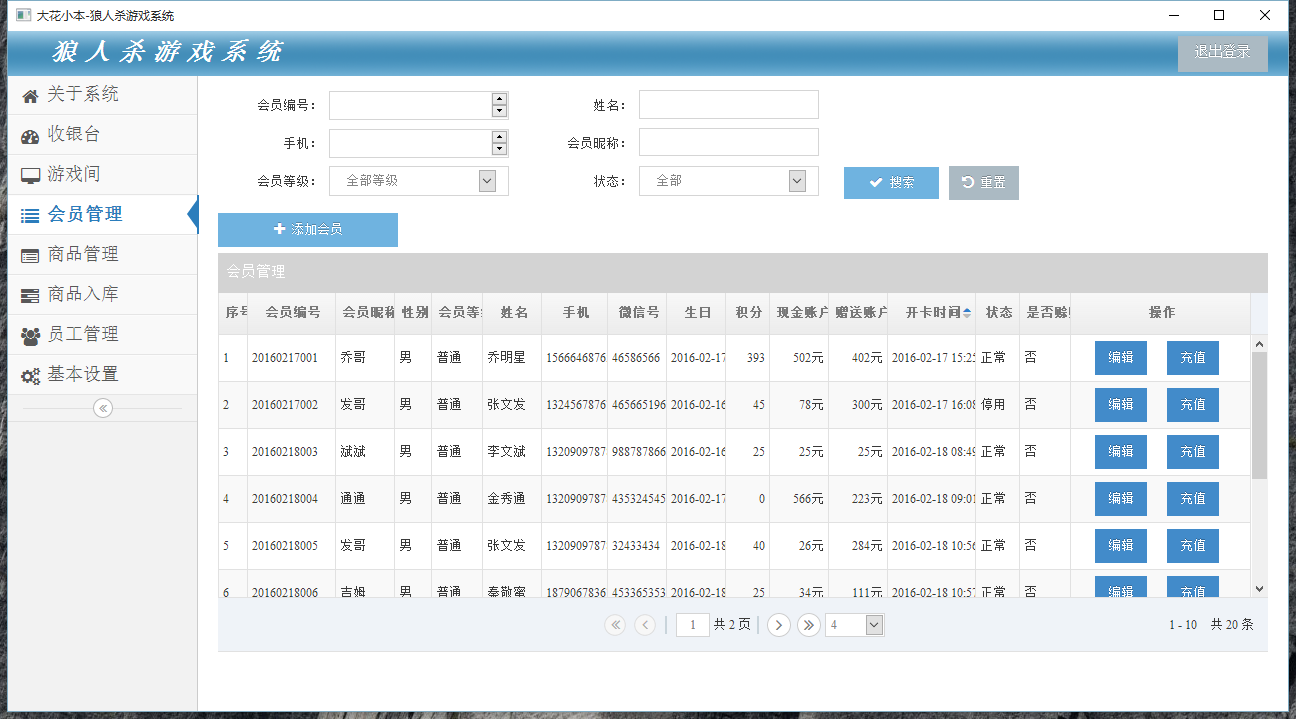 大花小本-狼人杀游戏系统
狼人杀游戏系统
退出登录
关于系统
收银台
游戏间
会员管理
商品管理
商品入库
员工管理
基本设置
会员编号： 姓名：
手机： 会员昵称：
会员等级： 全部等级 状态： 全部 搜索 重置
添加会员
会员管理
序号 会员编号 会员昵称 性别 会员等 姓名 手机 微信号 生日 积分 现金账户 赠送账户 开卡时间 状态 是否赊 操作
1 20160217001 乔哥 男 普通 乔明星 1566646876 46586566 2016-02-17 393 502元 402元 2016-02-17 15:25 正常 否 编辑 充值
2 20160217002 发哥 男 普通 张文发 1324567876 465665196 2016-02-16 45 78元 300元 2016-02-17 16:08 停用 否 编辑 充值
3 20160218003 斌斌 男 普通 李文斌 1320909787 988787866 2016-02-16 25 25元 25元 2016-02-18 08:49 正常 否 编辑 充值
4 20160218004 通通 男 普通 金秀通 1320909787 435324545 2016-02-17 0 566元 223元 2016-02-18 09:01 正常 否 编辑 充值
5 20160218005 发哥 男 普通 张文发 1320909787 32433434 2016-02-18 40 26元 284元 2016-02-18 10:56 正常 否 编辑 充值
6 20160218006 吉姆 男 普通 秦敬蜜 1879067836 453365353 2016-02-18 25 34元 111元 2016-02-18 10:57 正常 否 编辑 充值
1 共 2 页 4 1 - 10 共 20 条